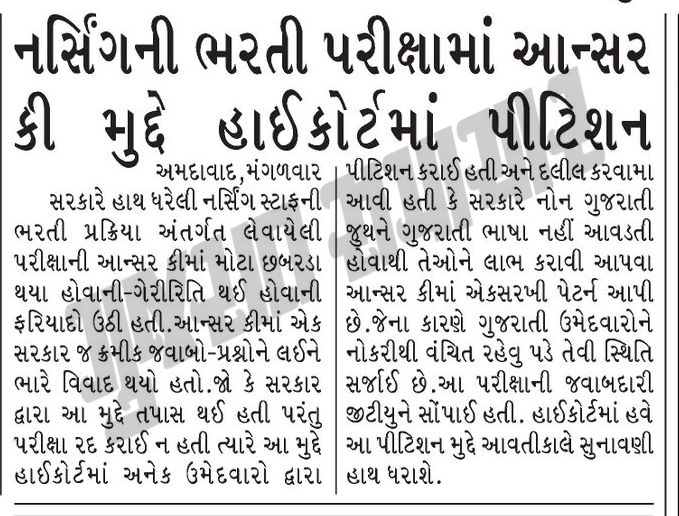 નર્સિંગની ભરતી પરીક્ષામાં આન્સર
કી મુદ્દે હાઈકોર્ટમાં પીટિશન
અમદાવાદ,મંગળવાર
સરકારે હાથ ધરેલી નર્સિંગ સ્ટાફની
ભરતી પ્રક્રિયા અંતર્ગત લેવાયેલી
પરીક્ષાની આન્સર કીમાં મોટા છબરડા
થયા હોવાની-ગેરીરિતિ થઈ હોવાની
ફરિયાદો ઉઠી હતી.આન્સર કીમાં એક
સરકાર જ ક્રમીક જવાબો-પ્રશ્નોને લઈને
ભારે વિવાદ થયો હતો.જો કે સરકાર
દ્વારા આ મુદ્દે તપાસ થઈ હતી પરંતુ
પરીક્ષા રદ કરાઈ ન હતી ત્યારે આ મુદ્દે
હાઈકોર્ટમાં અનેક ઉમેદવારો દ્વારા
પીટિશન કરાઈ હતી અને દલીલ કરવામા
આવી હતી કે સરકારે નોન ગુજરાતી
જુથને ગુજરાતી ભાષા નહીં આવડતી
હોવાથી તેઓને લાભ કરાવી આપવા
આન્સર કીમાં એકસરખી પેટર્ન આપી
છે.જેના કારણે ગુજરાતી ઉમેદવારોને
નોકરીથી વંચિત રહેવુ પડે તેવી સ્થિતિ
સર્જાઈ છે.આ પરીક્ષાની જવાબદારી
જીટીયુને સોંપાઈ હતી. હાઈકોર્ટમાં હવે
આ પીટિશન મુદ્દે આવતીકાલે સુનાવણી
હાથ ધરાશે.